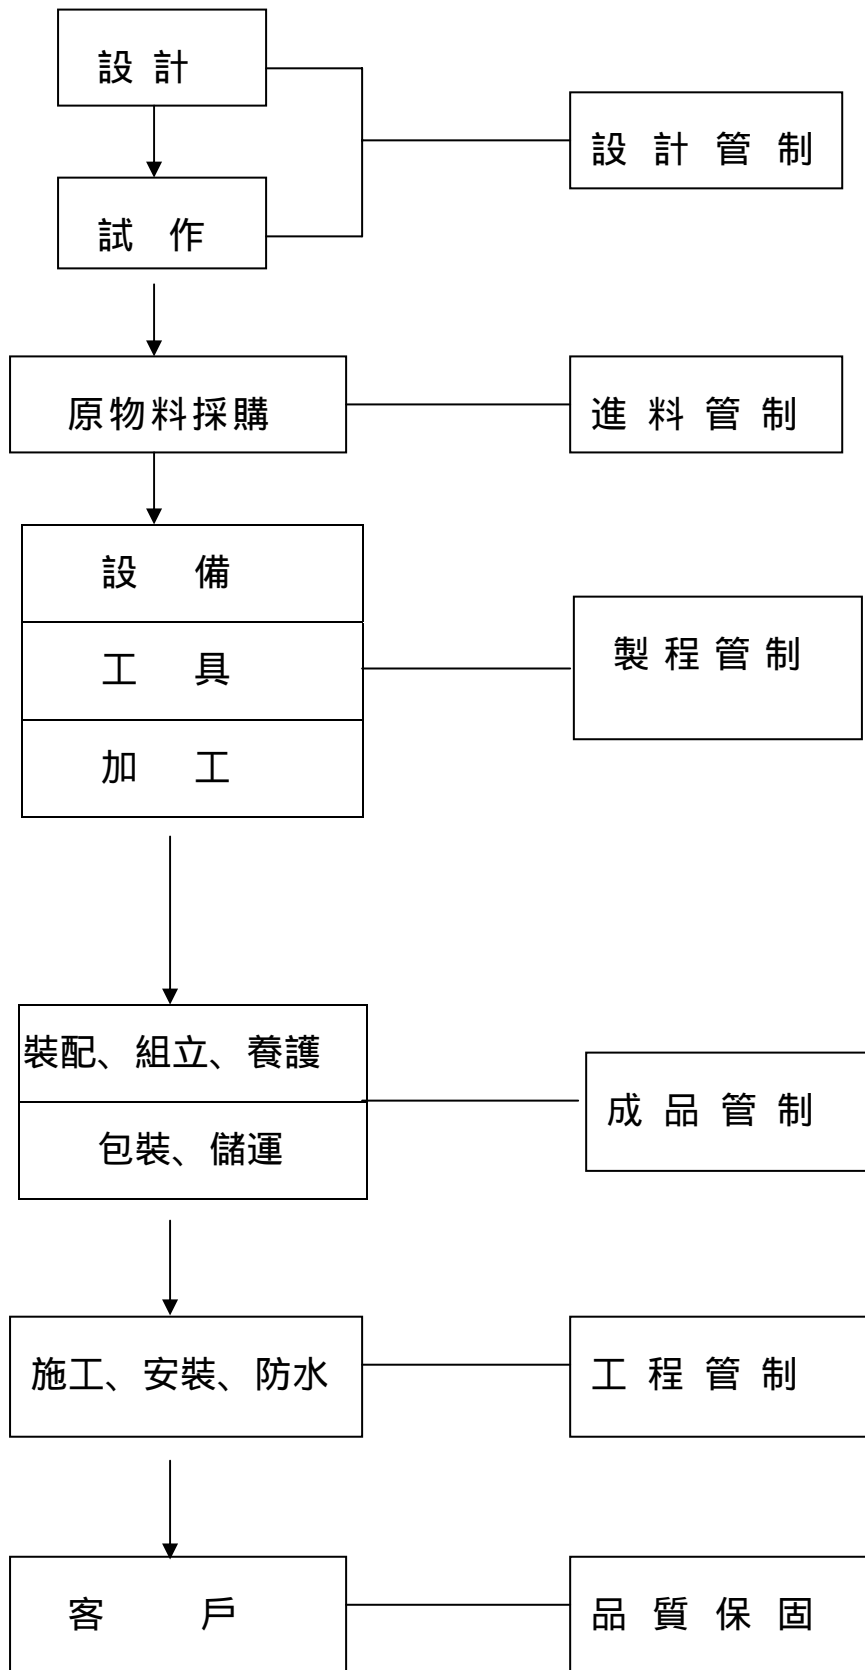 設 計
設 計 管 制
試 作
原物料採購
進 料 管 制
設 備
工 具
製 程 管 制
加 工
裝配、組立、養護
成 品 管 制
包裝、儲運
施工、安裝、防水
工 程 管 制
客 戶
品 質 保 固